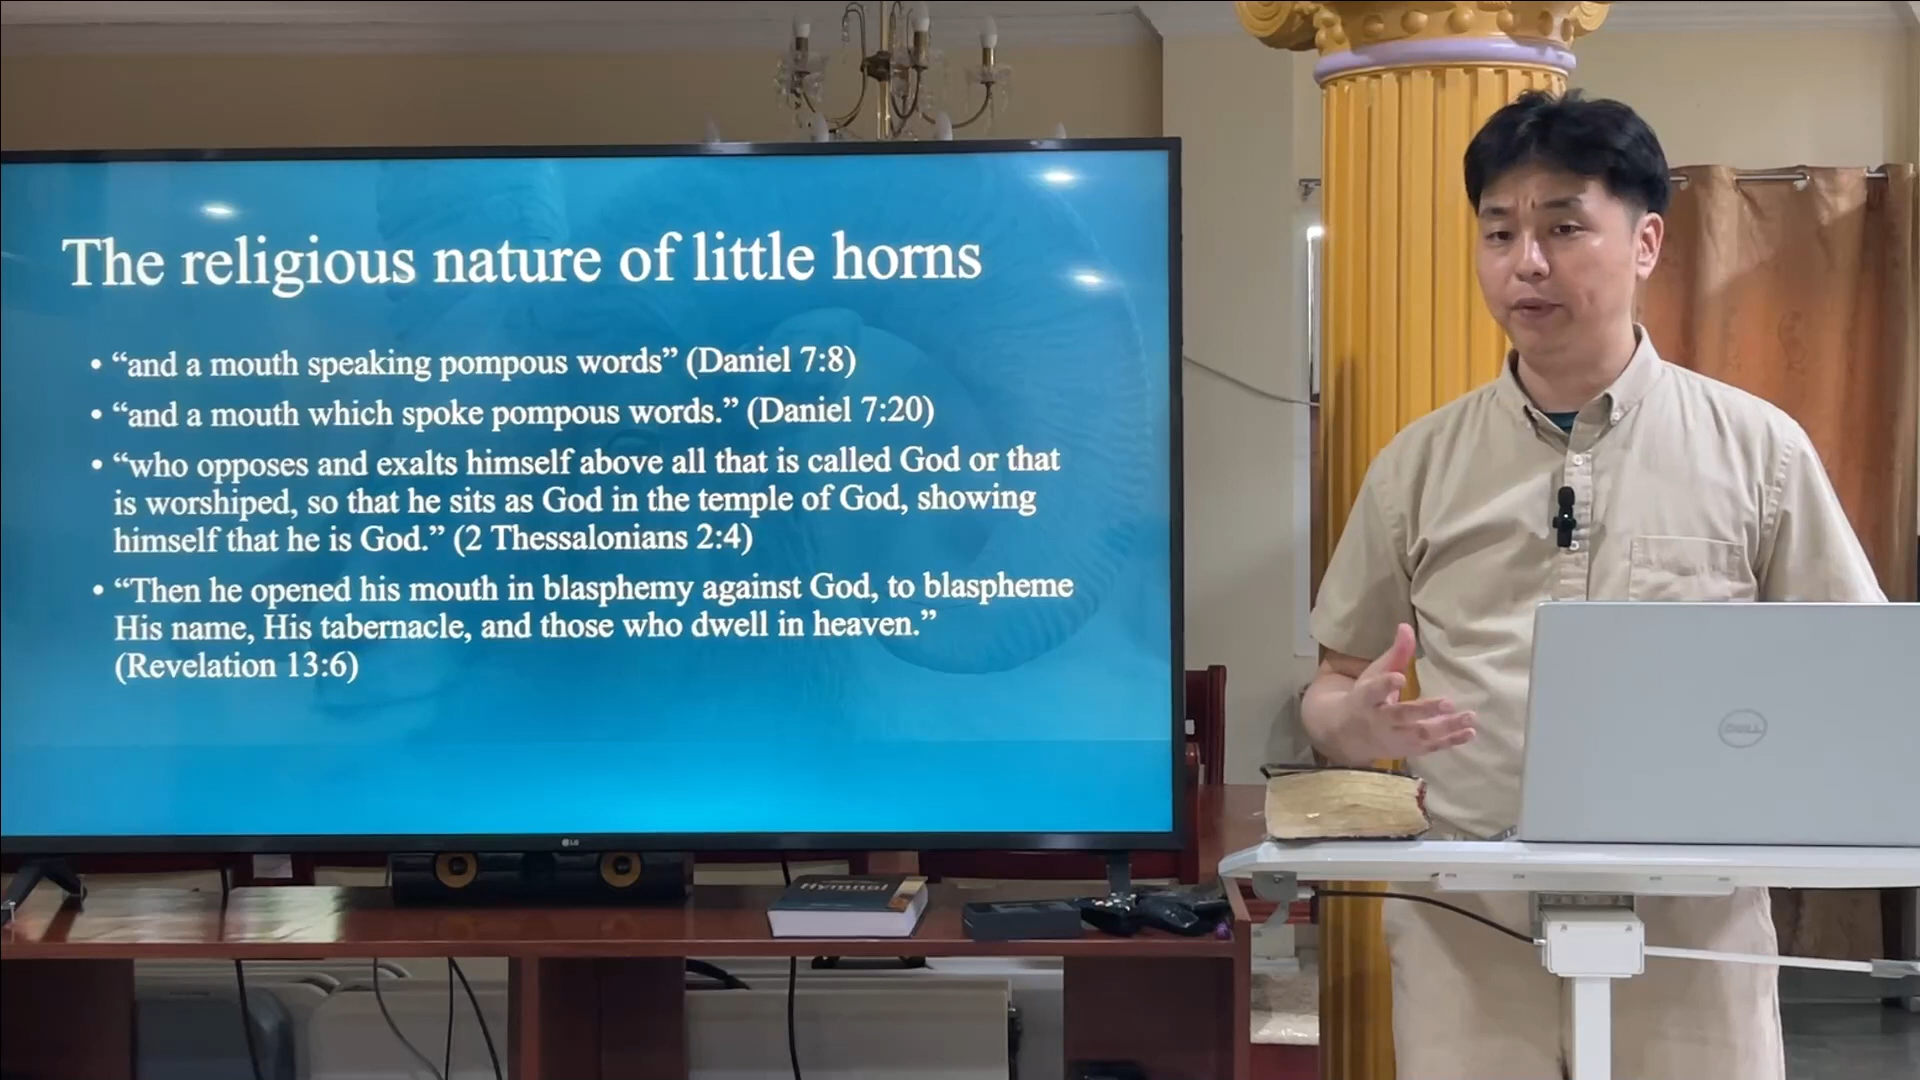 The religious nature of little horns
• “and a mouth speaking pompous words” (Daniel 7:8)
• “and a mouth which spoke pompous words.” (Daniel 7:20)
• “who opposes and exalts himself above all that is called God or that
is worshiped, so that he sits as God in the temple of God, showing
himself that he is God.” (2 Thessalonians 2:4)
• “Then he opened his mouth in blasphemy against God, to blaspheme
His name, His tabernacle, and those who dwell in heaven.”
(Revelation 13:6)
LG
Hymnal
DELL